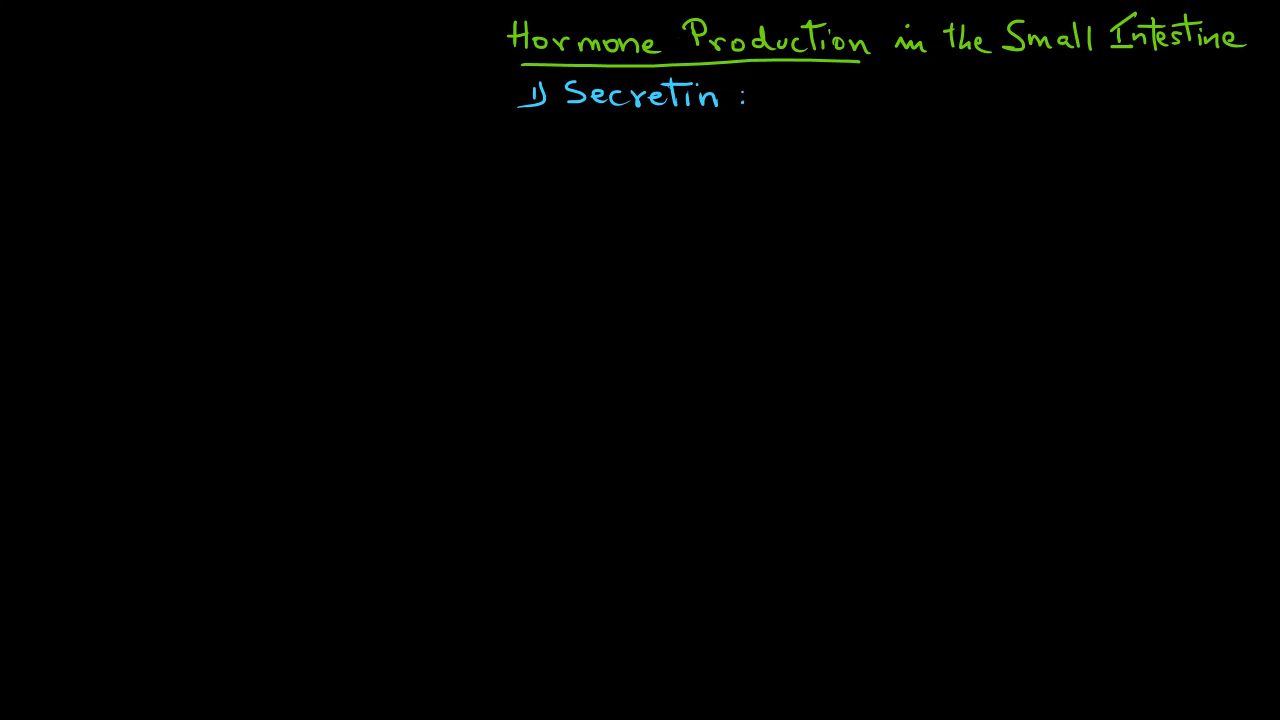 Hormone Production in the Small Intestine
1) Secretin :